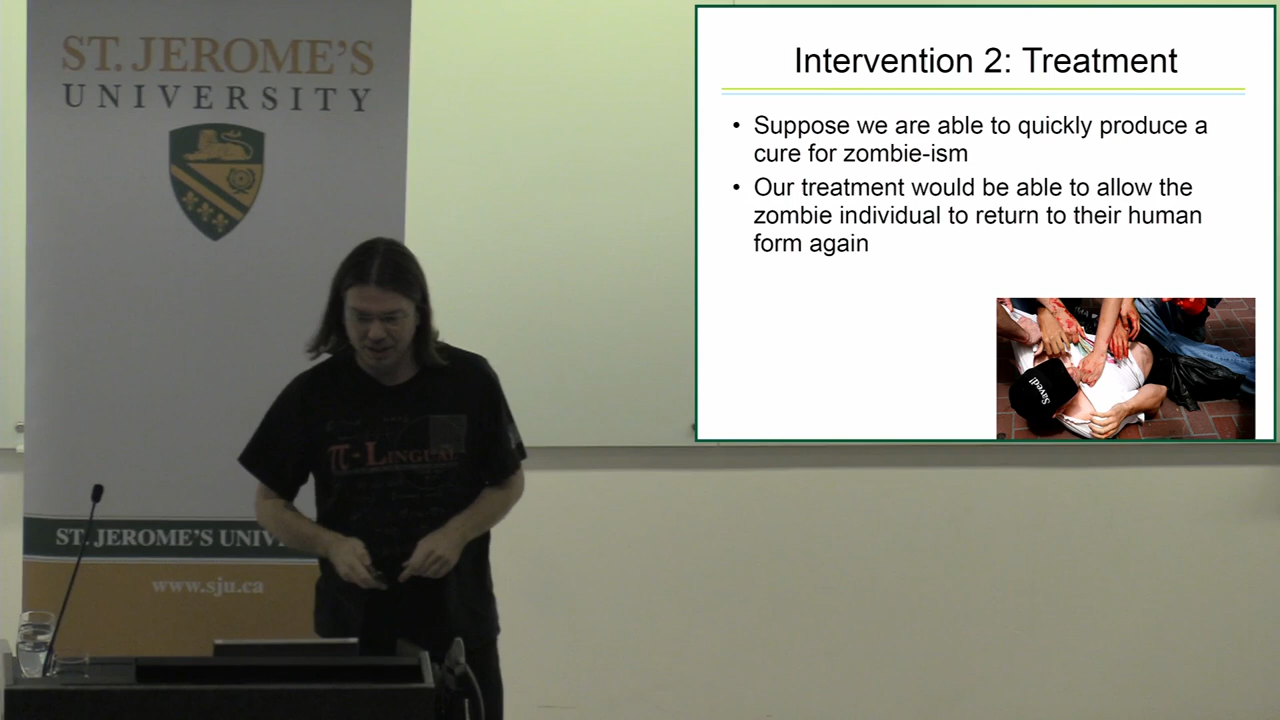 ST. JEROME'S
UNIVERSITY
ST. JEROME'S UNIV
www.sju.ca
π-LINGUAL
Intervention 2: Treatment
• Suppose we are able to quickly produce a
cure for zombie-ism
• Our treatment would be able to allow the
zombie individual to return to their human
form again
Saved!